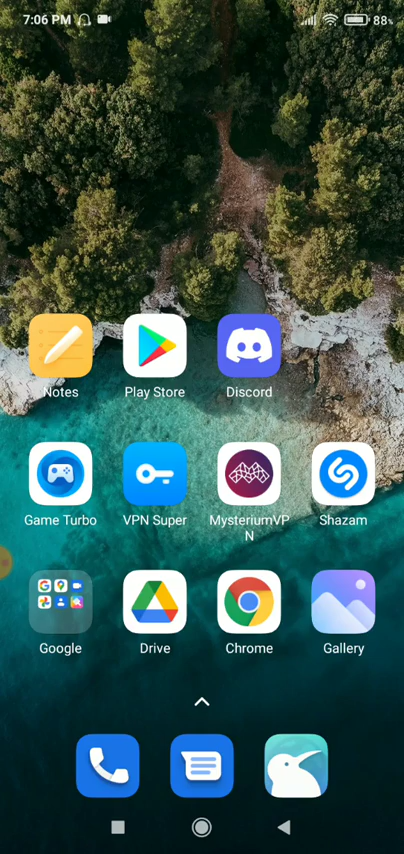 7:06 PM 88%
Notes Play Store Discord
Game Turbo VPN Super MysteriumVP Shazam
N
Google Drive Chrome Gallery